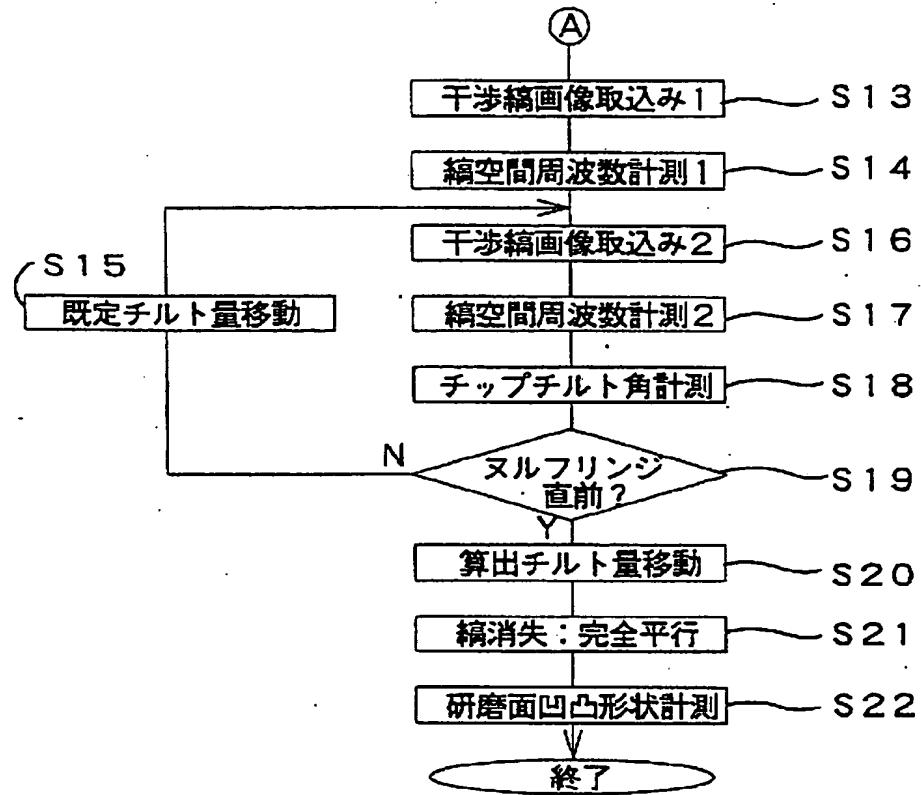 A
干渉縞画像取込み1
S13
縞空間周波数計測1
S14
干渉縞画像取込み2
S16
S15
既定チルト量移動
縞空間周波数計測2
S17
チップチルト角計測
S18
N
ヌルフリンジ
直前?
S19
Y
算出チルト量移動
S20
縞消失:完全平行
S21
研磨面凹凸形状計測
S22
終了